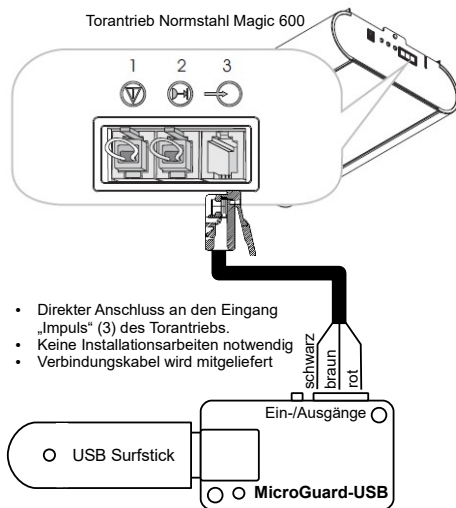 Torantrieb Normstahl Magic 600
1 2 3
• Direkter Anschluss an den Eingang
„Impuls“ (3) des Torantriebs.
• Keine Installationsarbeiten notwendig
• Verbindungskabel wird mitgeliefert
schwarz
braun
rot
Ein-/Ausgänge
USB Surfstick
MicroGuard-USB